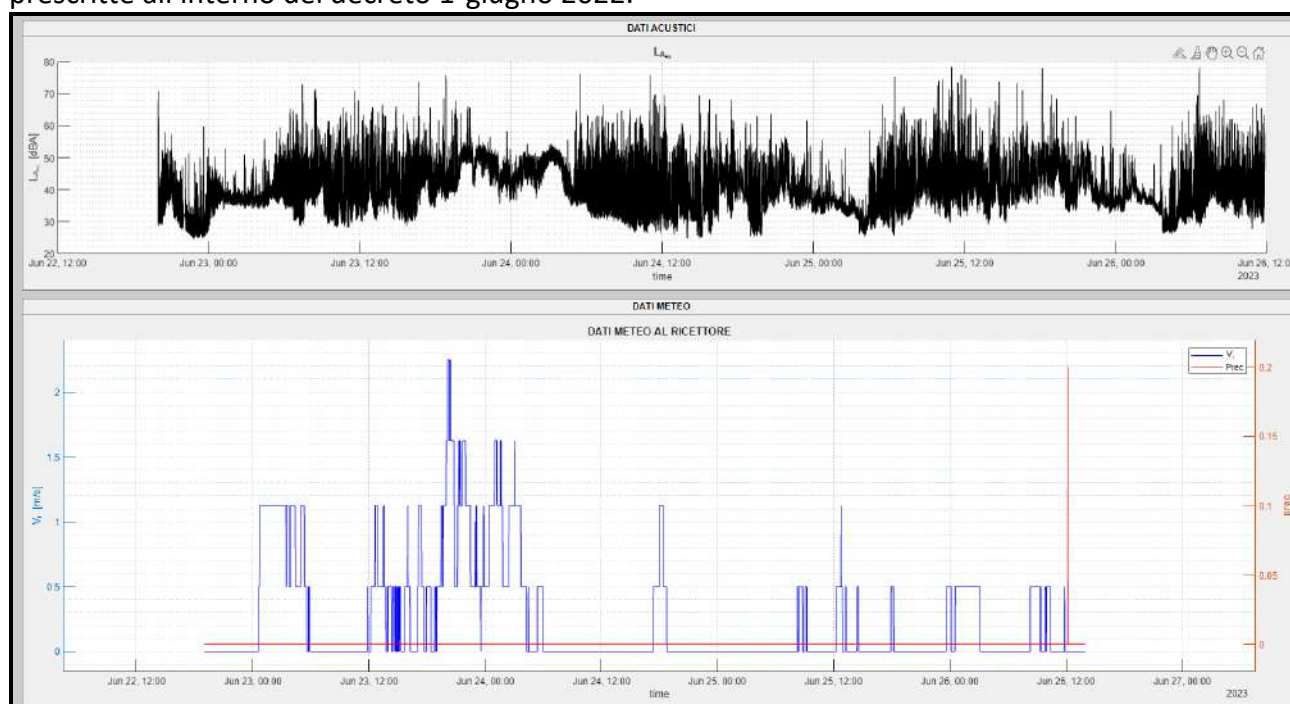 prescritte all'interno del decreto 1 giugno 2022.
DATI ACUSTICI
80
70
60
50
40
30
20
[dBA]
Jun 22, 12:00
Jun 23, 00:00
Jun 23, 12:00
Jun 24, 00:00
Jun 24, 12:00
Jun 25, 00:00
Jun 25, 12:00
Jun 26, 00:00
Jun 26, 12:0
time
2023
DATI METEO
DATI METEO AL RICETTORE
Prec
2
1.5
1
0.5
0
[m/s]
0.2
0.15
0.1
0.05
0
prec
Jun 22, 12:00
Jun 23, 00:00
Jun 23, 12:00
Jun 24, 00:00
Jun 24, 12:00
Jun 25, 00:00
Jun 25, 12:00
Jun 26, 00:00
Jun 26, 12:00
Jun 27, 00:00
time
2023